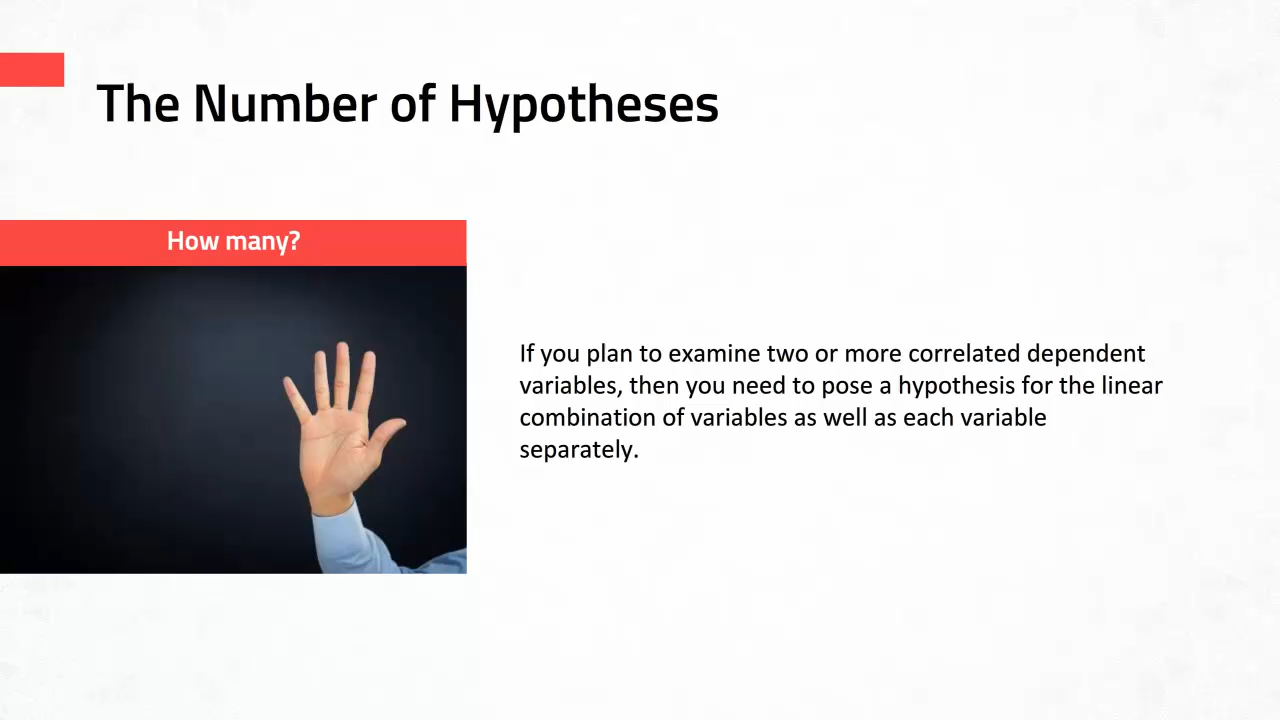 The Number of Hypotheses
How many?
If you plan to examine two or more correlated dependent
variables, then you need to pose a hypothesis for the linear
combination of variables as well as each variable
separately.